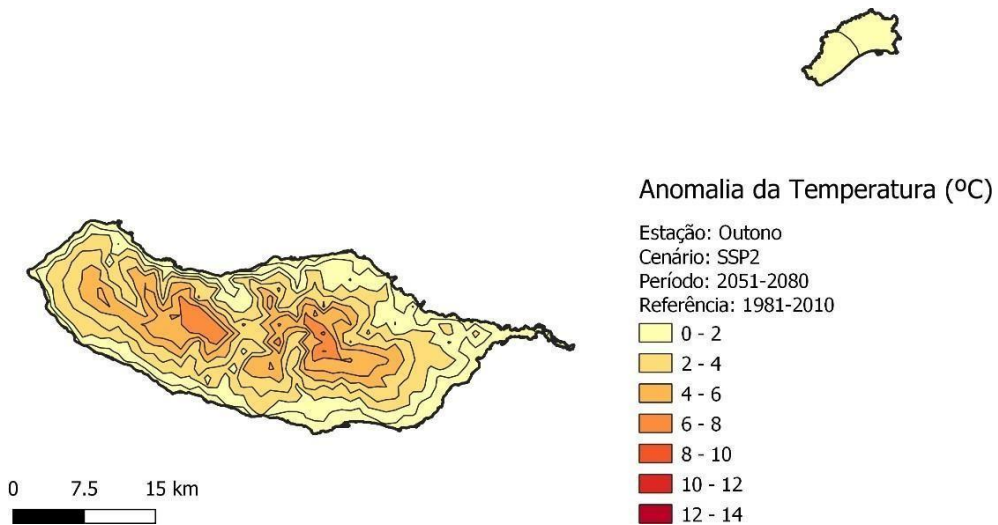 Anomalia da Temperatura (ºC)
Estação: Outono
Cenário: SSP2
Período: 2051-2080
Referência: 1981-2010
0 - 2
2 - 4
4 - 6
6 - 8
8 - 10
10 - 12
12 - 14
0 7.5 15 km